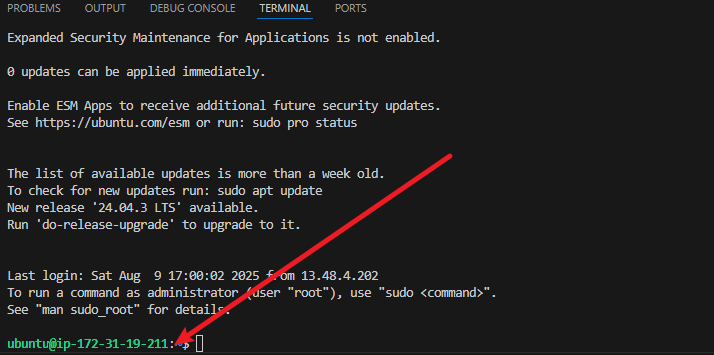 PROBLEMS OUTPUT DEBUG CONSOLE TERMINAL PORTS
Expanded Security Maintenance for Applications is not enabled.
0 updates can be applied immediately.
Enable ESM Apps to receive additional future security updates.
See https://ubuntu.com/esm or run: sudo pro status
The list of available updates is more than a week old.
To check for new updates run: sudo apt update
New release '24.04.3 LTS' available.
Run 'do-release-upgrade' to upgrade to it.
Last login: Sat Aug  9 17:00:02 2025 from 13.48.4.202
To run a command as administrator (user "root"), use "sudo <command>".
See "man sudo_root" for details.
ubuntu@ip-172-31-19-211:~$